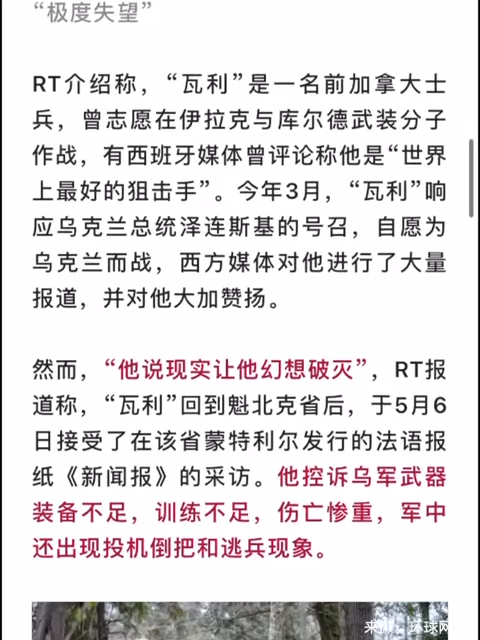 “极度失望”
RT介绍称，“瓦利”是一名前加拿大士
兵，曾志愿在伊拉克与库尔德武装分子
作战，有西班牙媒体曾评论称他是“世界
上最好的狙击手”。今年3月，“瓦利”响
应乌克兰总统泽连斯基的号召，自愿为
乌克兰而战，西方媒体对他进行了大量
报道，并对他大加赞扬。
然而，“他说现实让他幻想破灭”，RT报
道称，“瓦利”回到魁北克省后，于5月6
日接受了在该省蒙特利尔发行的法语报
纸《新闻报》的采访。他控诉乌军武器
装备不足，训练不足，伤亡惨重，军中
还出现投机倒把和逃兵现象。
环球网